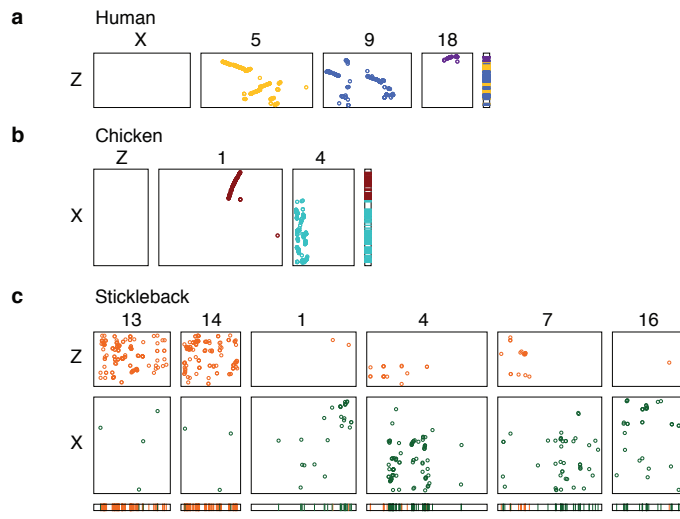 a Human
X 5 9 18
Z
b Chicken
Z 1 4
X
c Stickleback
13 14 1 4 7 16
Z
X